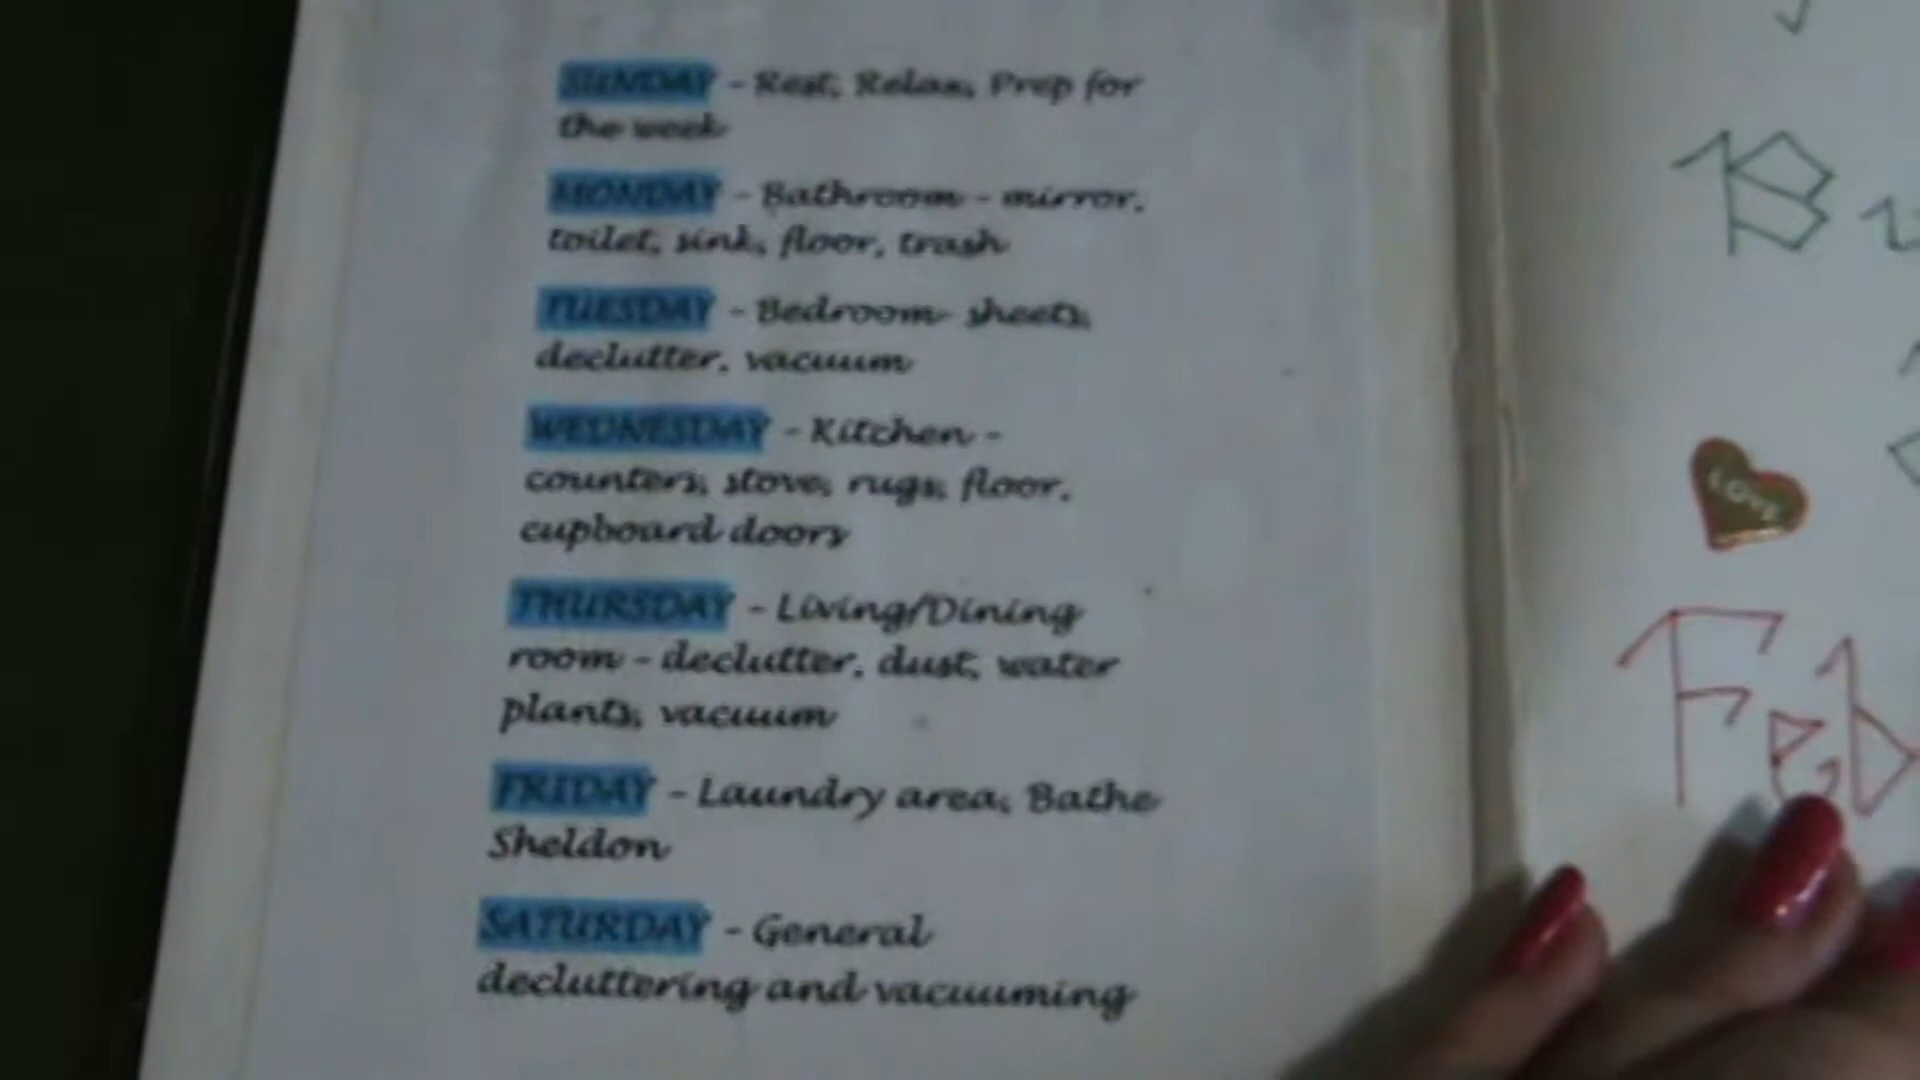 SUNDAY - Rest, Relax, Prep for
the week
MONDAY - Bathroom - mirror,
toilet, sink, floor, trash
TUESDAY - Bedroom- sheets,
declutter, vacuum
WEDNESDAY - Kitchen -
counters, stove, rugs, floor,
cupboard doors
THURSDAY - Living/Dining
room - declutter, dust, water
plants, vacuum
FRIDAY - Laundry area, Bathe
Sheldon
SATURDAY - General
decluttering and vacuuming
LOVE
Feb